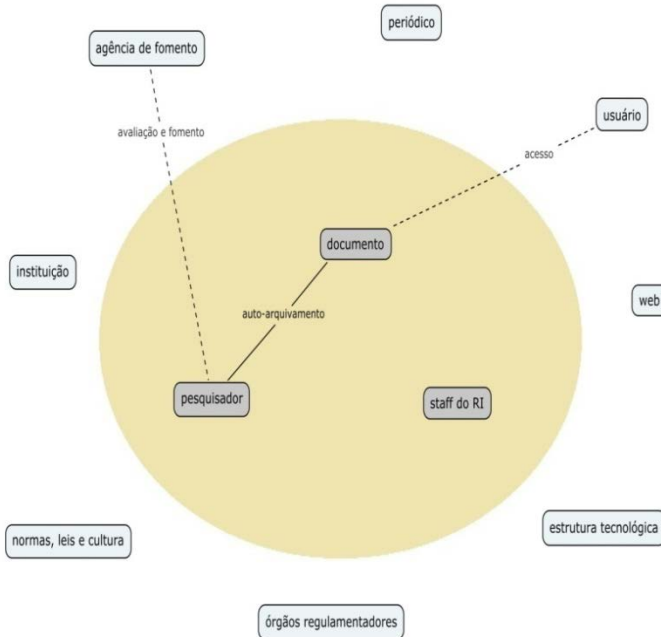 periódico
agência de fomento
usuário
avaliação e fomento
acesso
documento
instituição
web
auto-arquivamento
pesquisador
staff do RI
normas, leis e cultura
estrutura tecnológica
órgãos regulamentadores